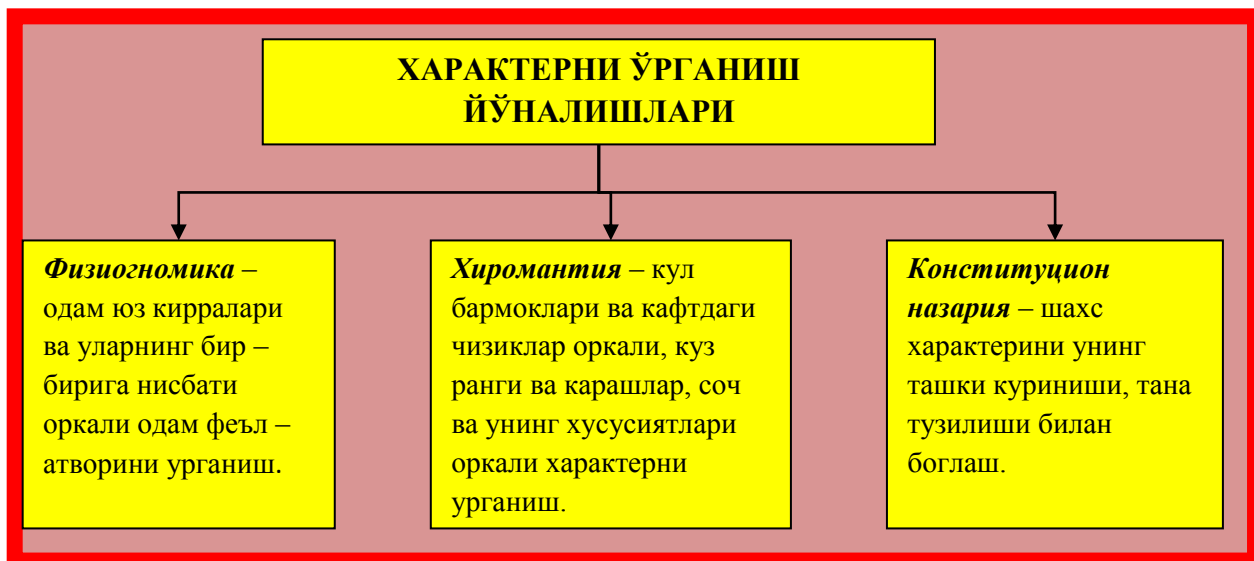 ХАРАКТЕРНИ ЎРГАНИШ
ЙЎНАЛИШЛАРИ
Физиогномика –
одам юз кирралари
ва уларнинг бир –
бирига нисбати
оркали одам феъл –
атворини урганиш.
Хиромантия – кул
бармоклари ва кафтдаги
чизиклар оркали, куз
ранги ва карашлар, соч
ва унинг хусусиятлари
оркали характерни
урганиш.
Конституцион
назария – шахс
характерини унинг
ташки куриниши, тана
тузилиши билан
боглаш.